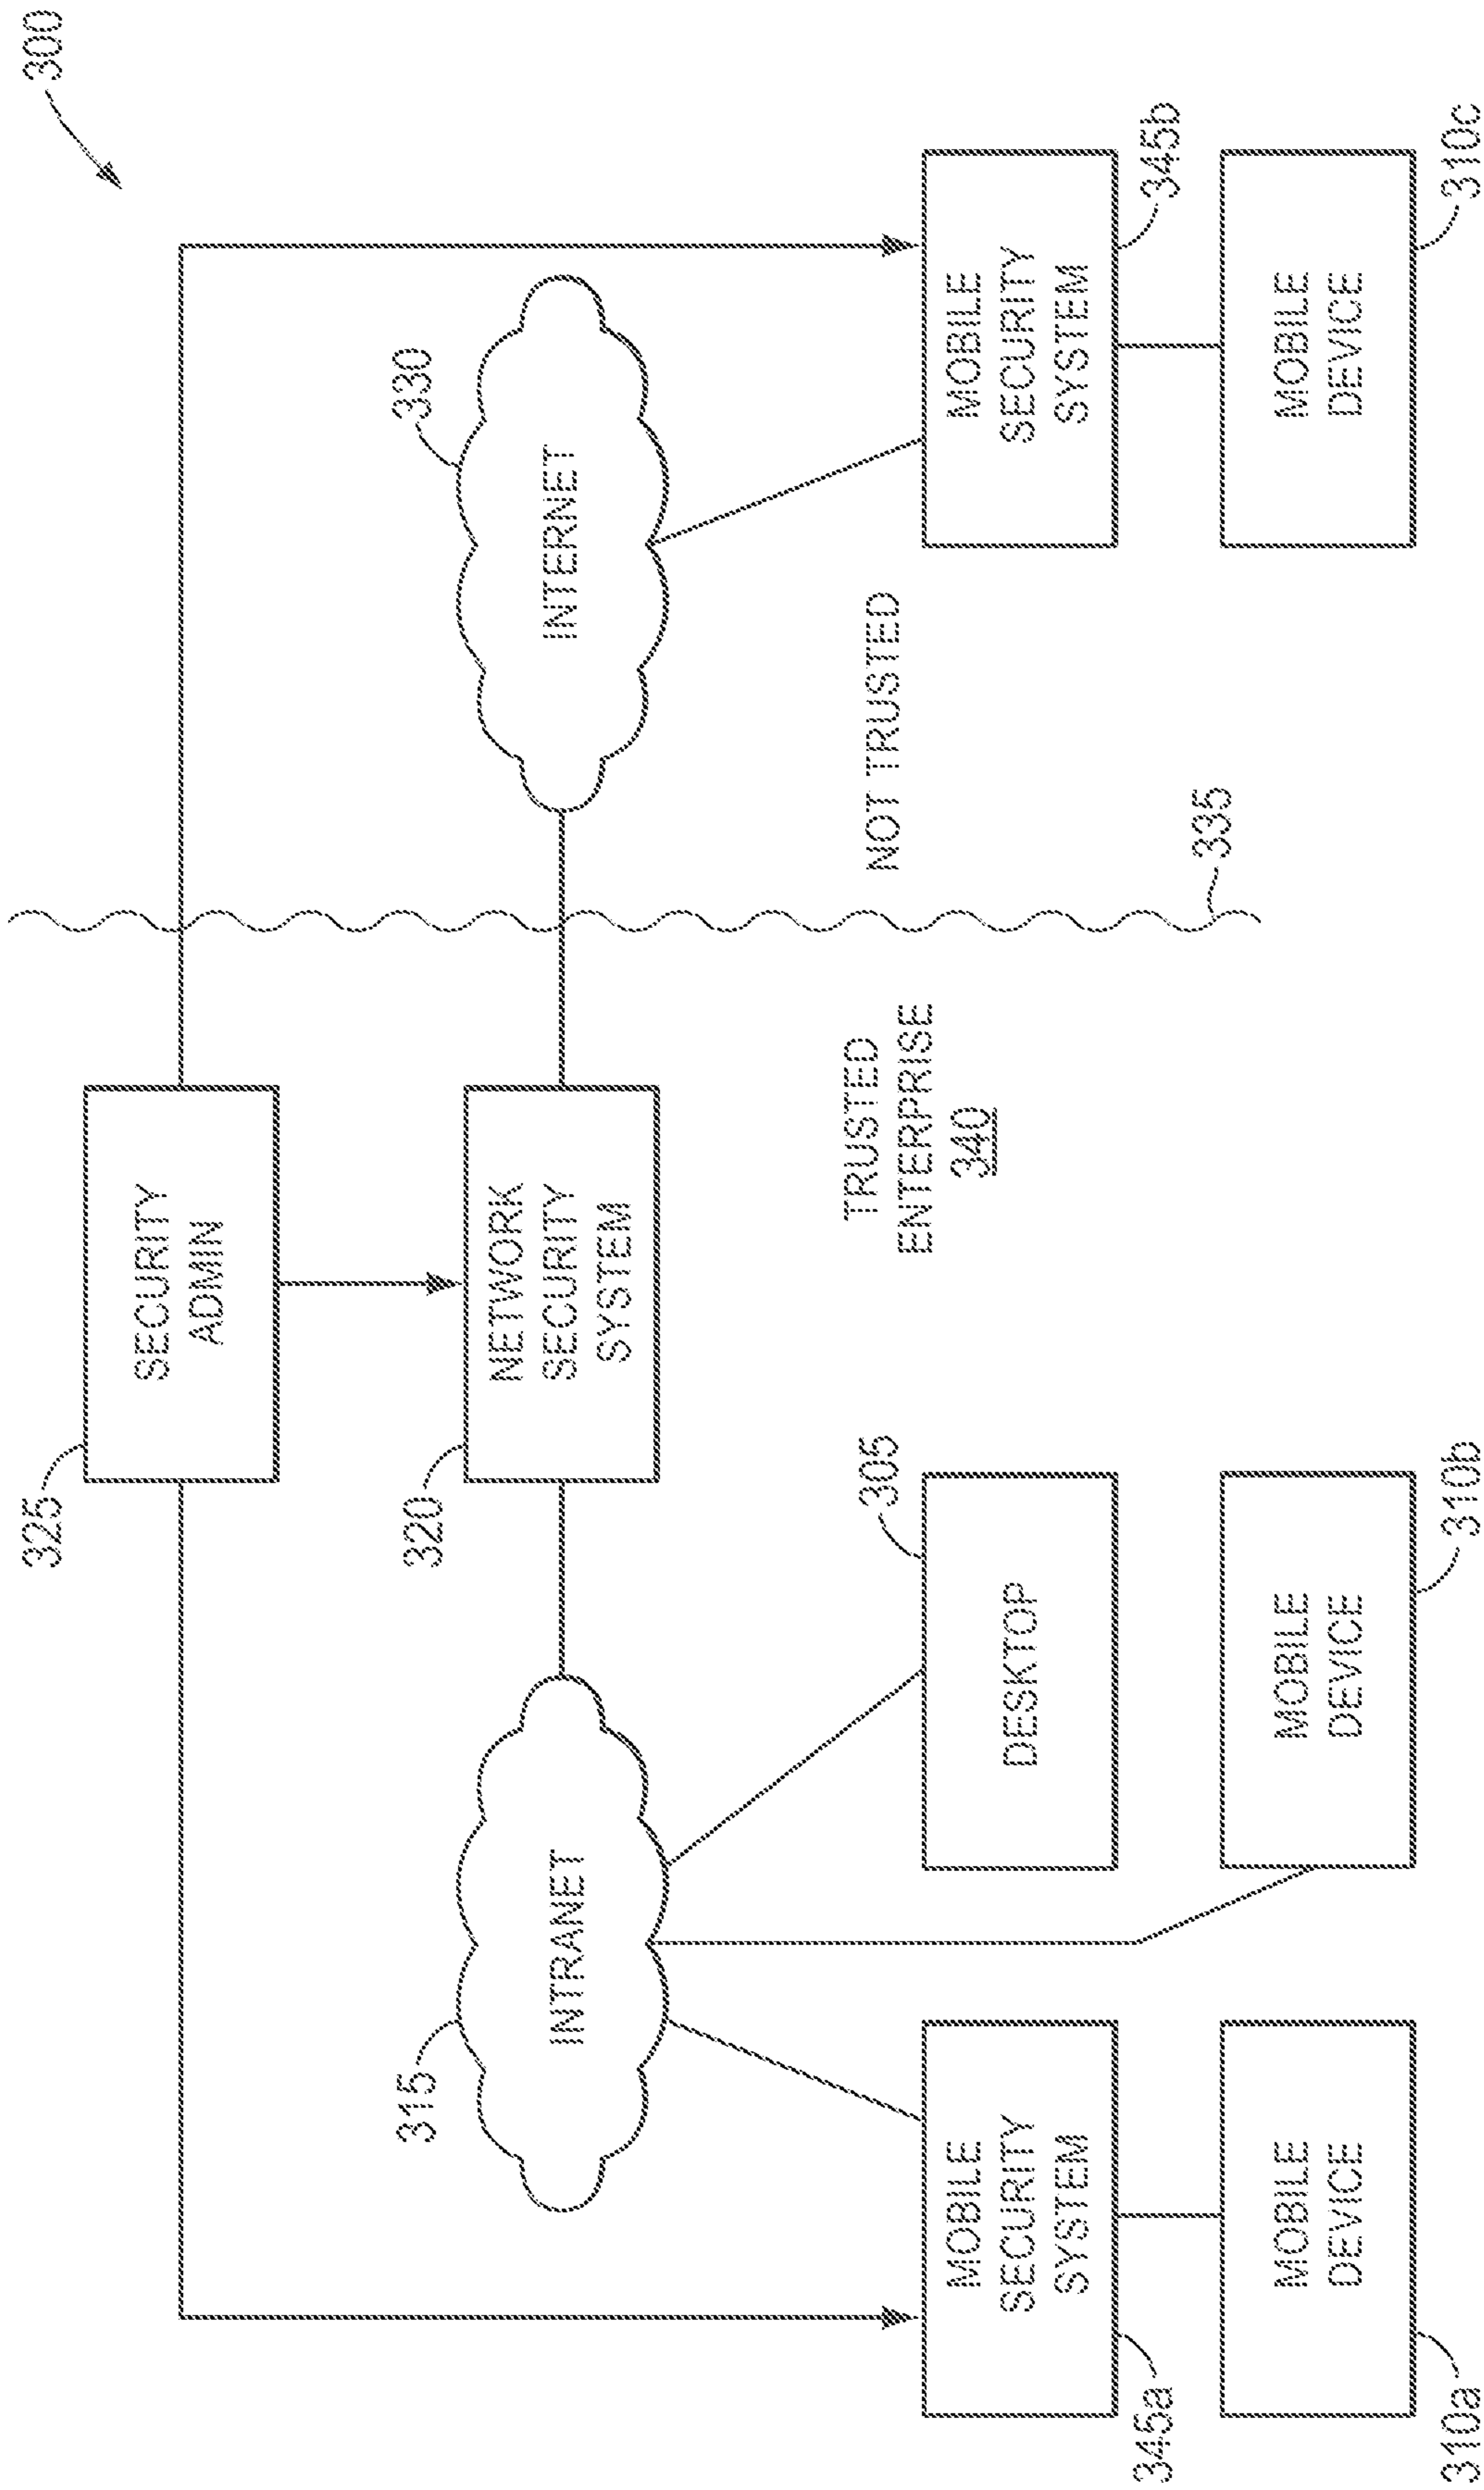 300
325
SECURITY
ADMIN
320
NETWORK
SECURITY
SYSTEM
315
INTRANET
330
INTERNET
TRUSTED
ENTERPRISE
340
NOT TRUSTED
335
345a
MOBILE
SECURITY
SYSTEM
305
DESKTOP
MOBILE
SECURITY
SYSTEM
345b
310a
MOBILE
DEVICE
MOBILE
DEVICE
310b
MOBILE
DEVICE
310c